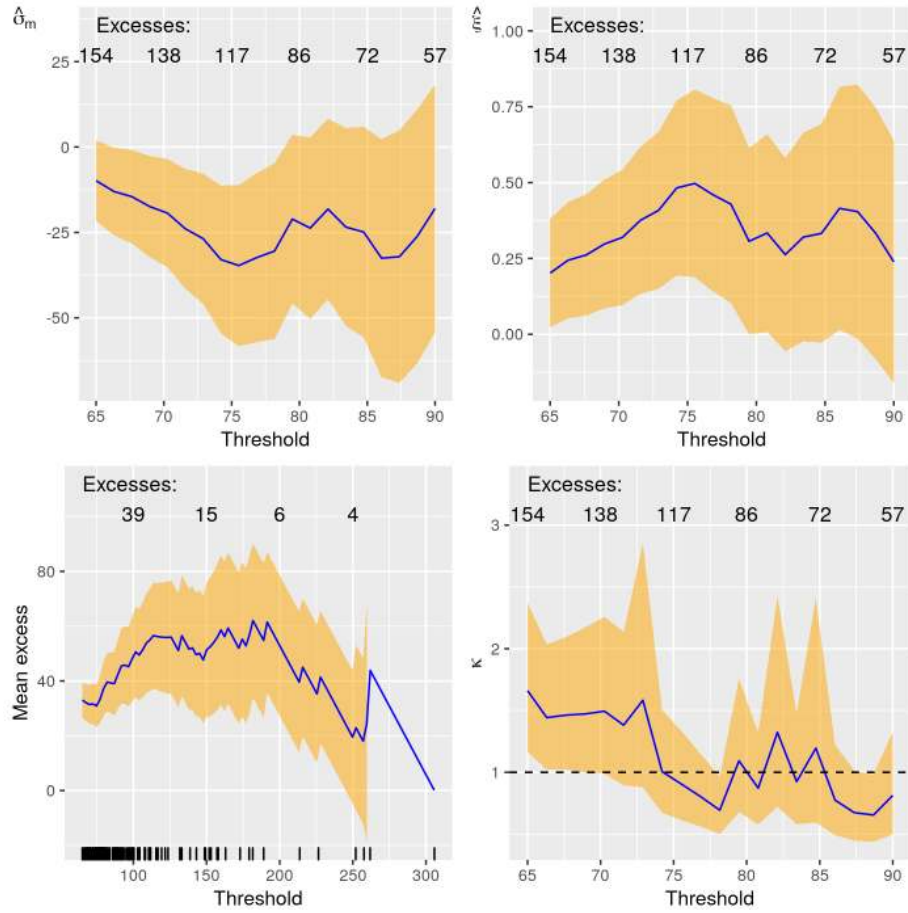 σ̂ₘ
Excesses:
154 138 117 86 72 57
25
0
-25
-50
65 70 75 80 85 90
Threshold
ξ̂
Excesses:
154 138 117 86 72 57
1.00
0.75
0.50
0.25
0.00
65 70 75 80 85 90
Threshold
Mean excess
Excesses:
39 15 6 4
80
40
0
100 150 200 250 300
Threshold
κ
Excesses:
154 138 117 86 72 57
3
2
1
65 70 75 80 85 90
Threshold